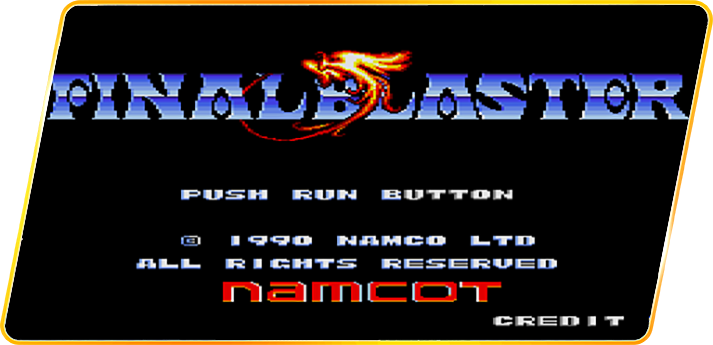 FINAL BLASTER
PUSH RUN BUTTON
© 1990 NAMCO LTD
ALL RIGHTS RESERVED
namcot
CREDIT